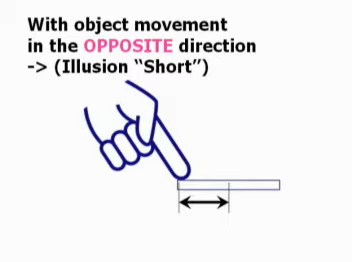 With object movement
in the OPPOSITE direction
-> (Illusion “Short”)